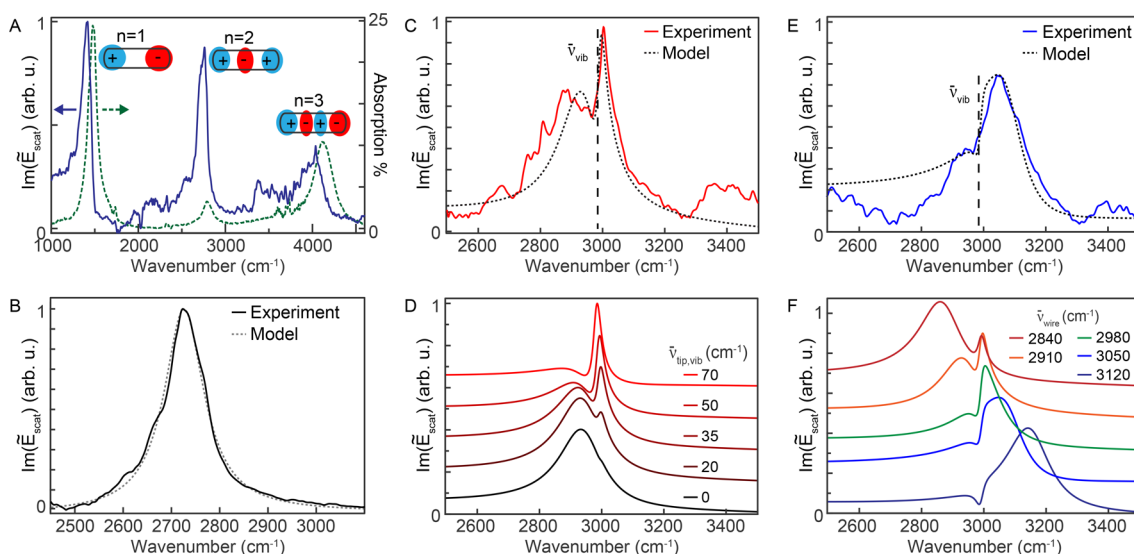 A
1
Im(Ẽscat) (arb. u.)
0
n=1
+
-
n=2
+
-
+
n=3
+
-
+
-
25
Absorption %
0
1000
2000
3000
4000
Wavenumber (cm⁻¹)
B
1
Im(Ẽscat) (arb. u.)
0
Experiment
Model
2500
2600
2700
2800
2900
3000
Wavenumber (cm⁻¹)
C
1
Im(Ẽscat) (arb. u.)
0
ν̃vib
Experiment
Model
2600
2800
3000
3200
3400
Wavenumber (cm⁻¹)
D
1
Im(Ẽscat) (arb. u.)
0
ν̃tip,vib (cm⁻¹)
70
50
35
20
0
2600
2800
3000
3200
3400
Wavenumber (cm⁻¹)
E
1
Im(Ẽscat) (arb. u.)
0
ν̃vib
Experiment
Model
2600
2800
3000
3200
3400
Wavenumber (cm⁻¹)
F
1
Im(Ẽscat) (arb. u.)
0
ν̃wire (cm⁻¹)
2840
2980
2910
3050
3120
2600
2800
3000
3200
3400
Wavenumber (cm⁻¹)